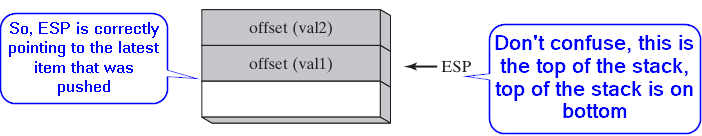 So, ESP is correctly
pointing to the latest
item that was
pushed
offset (val2)
offset (val1)
ESP
Don't confuse, this is
the top of the stack,
top of the stack is on
bottom